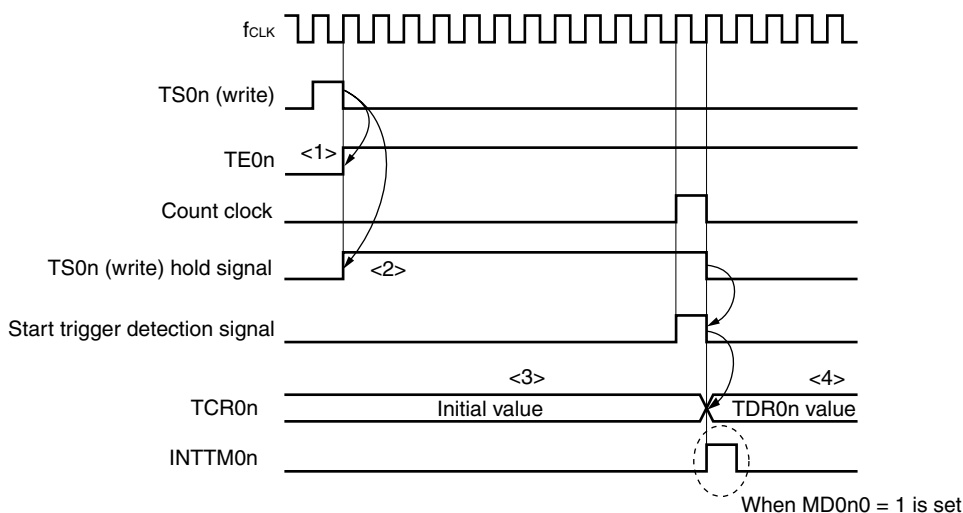 fCLK
TS0n (write)
TE0n
<1>
Count clock
TS0n (write) hold signal
<2>
Start trigger detection signal
<3>
<4>
TCR0n
Initial value
TDR0n value
INTTM0n
When MD0n0 = 1 is set